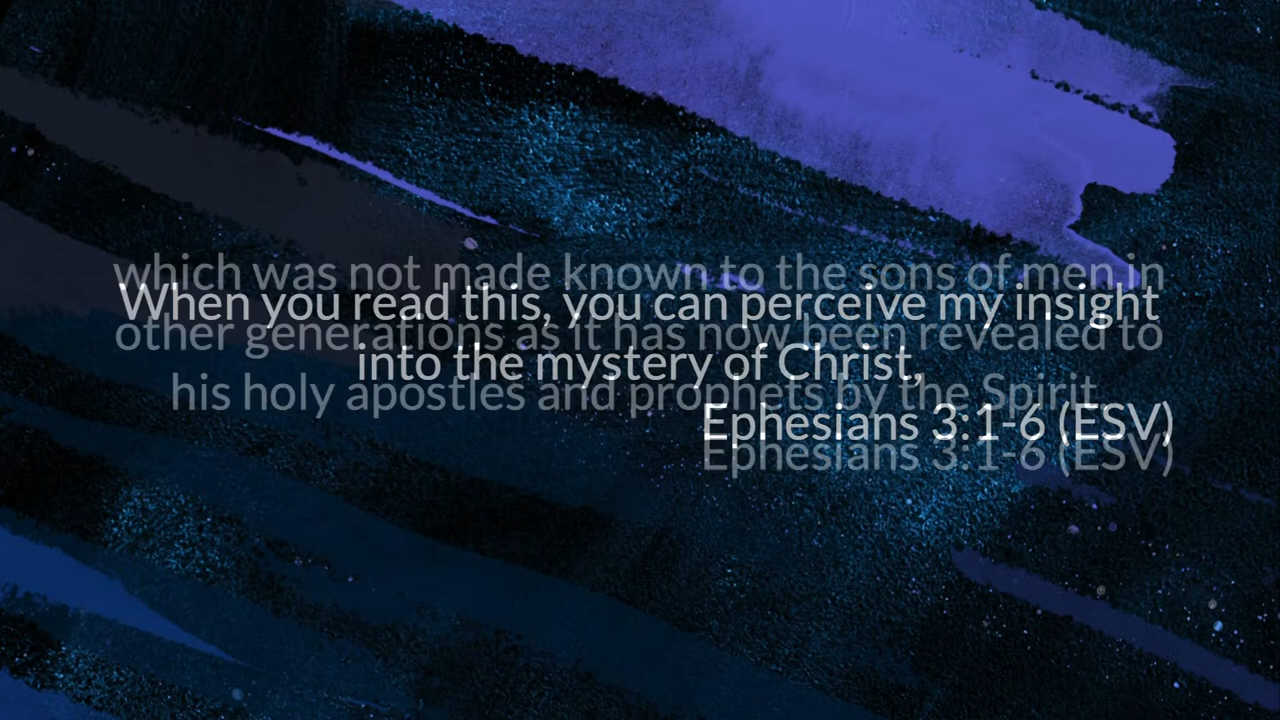 When you read this, you can perceive my insight
into the mystery of Christ,
Ephesians 3:1-6 (ESV)
which was not made known to the sons of men in
other generations as it has now been revealed to
his holy apostles and prophets by the Spirit.
Ephesians 3:1-6 (ESV)